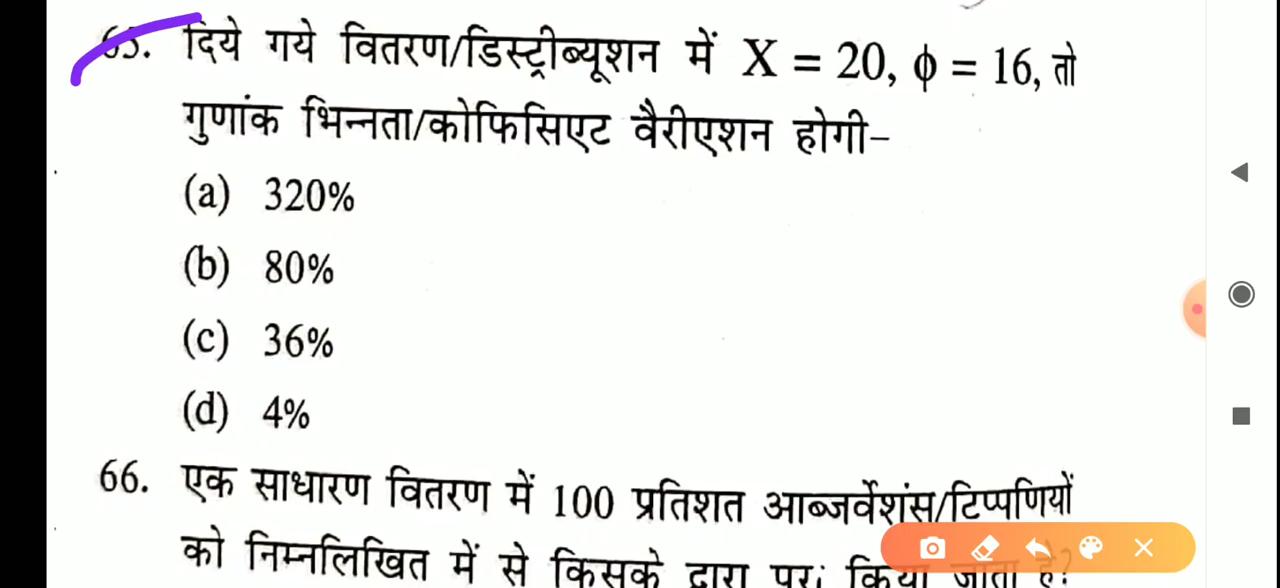 65. दिये गये वितरण/डिस्ट्रीब्यूशन में X = 20, ϕ = 16, तो
गुणांक भिन्नता/कोफिसिएट वैरीएशन होगी–
(a) 320%
(b) 80%
(c) 36%
(d) 4%
66. एक साधारण वितरण में 100 प्रतिशत आब्जर्वेशंस/टिप्पणियों
को निम्नलिखित में से किसके द्वारा